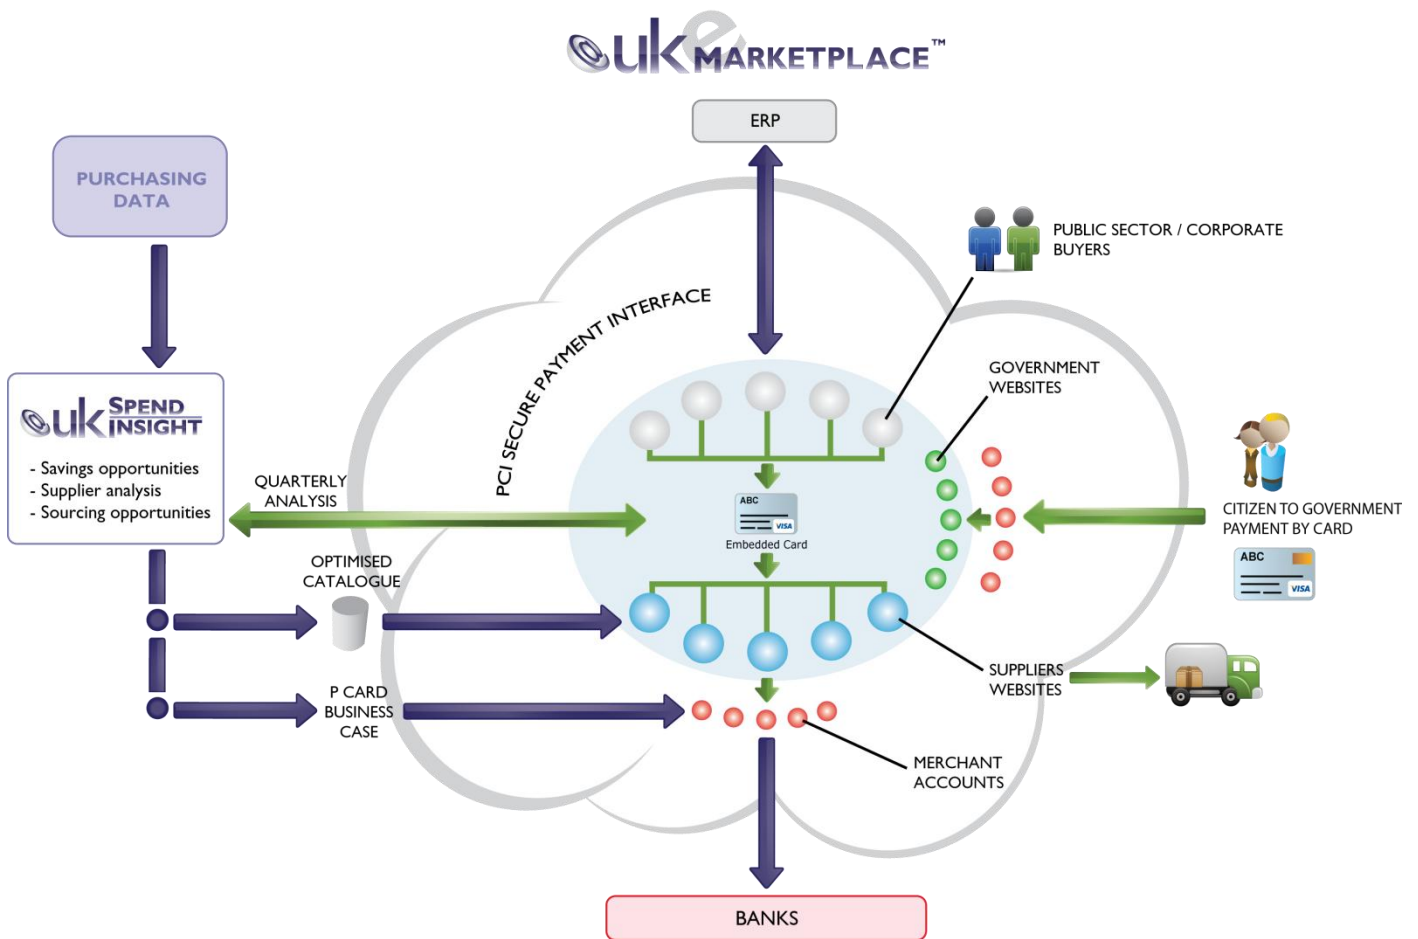 @uk e MARKETPLACE™
ERP
PURCHASING
DATA
PUBLIC SECTOR / CORPORATE
BUYERS
PCI SECURE PAYMENT INTERFACE
GOVERNMENT
WEBSITES
@uk SPEND
INSIGHT
- Savings opportunities
- Supplier analysis
- Sourcing opportunities
QUARTERLY
ANALYSIS
ABC
VISA
Embedded Card
CITIZEN TO GOVERNMENT
PAYMENT BY CARD
ABC
VISA
OPTIMISED
CATALOGUE
SUPPLIERS
WEBSITES
P CARD
BUSINESS
CASE
MERCHANT
ACCOUNTS
BANKS